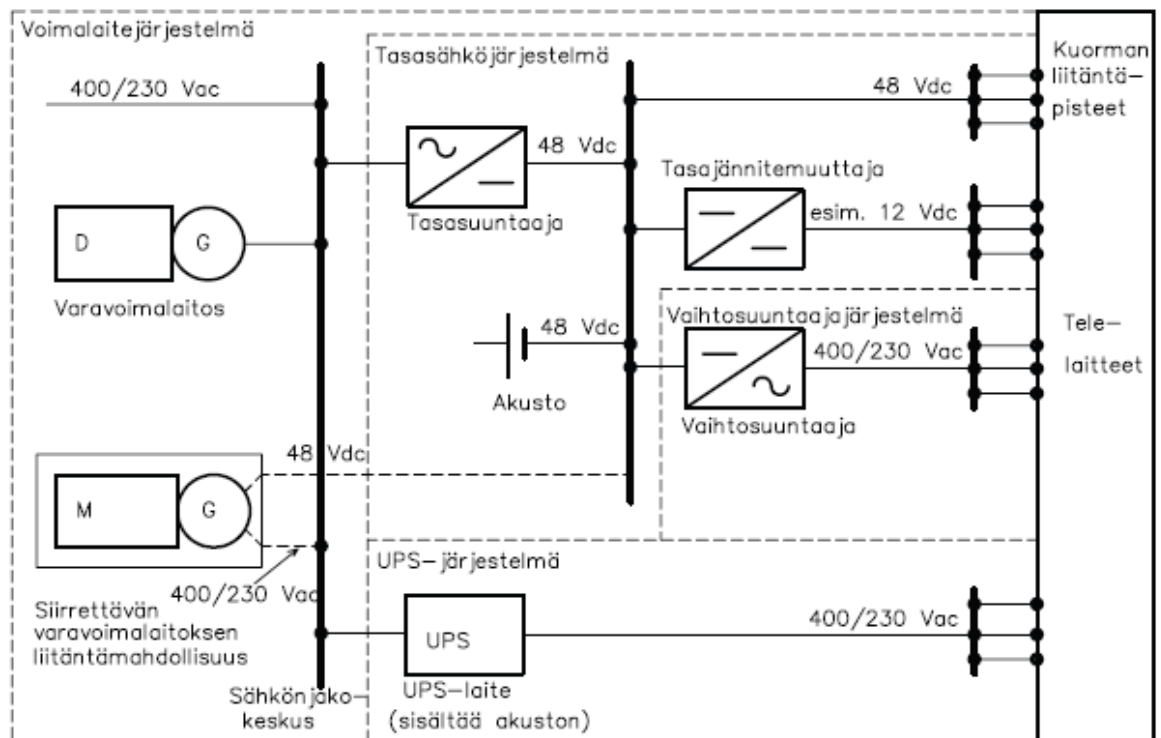 Voimalaitejärjestelmä
400/230 Vac
D
G
Varavoimalaitos
48 Vdc
M
G
400/230 Vac
Siirrettävän
varavoimalaitoksen
liitäntämahdollisuus
Sähkönjako-
keskus
Tasasähköjärjestelmä
Tasasuuntaaja
48 Vdc
48 Vdc
Akusto
48 Vdc
Tasajännitemuuttaja
esim. 12 Vdc
Vaihtosuuntaajajärjestelmä
400/230 Vac
Vaihtosuuntaaja
UPS-järjestelmä
UPS
400/230 Vac
UPS-laite
(sisältää akuston)
Kuorman
liitäntä-
pisteet
Tele-
laitteet